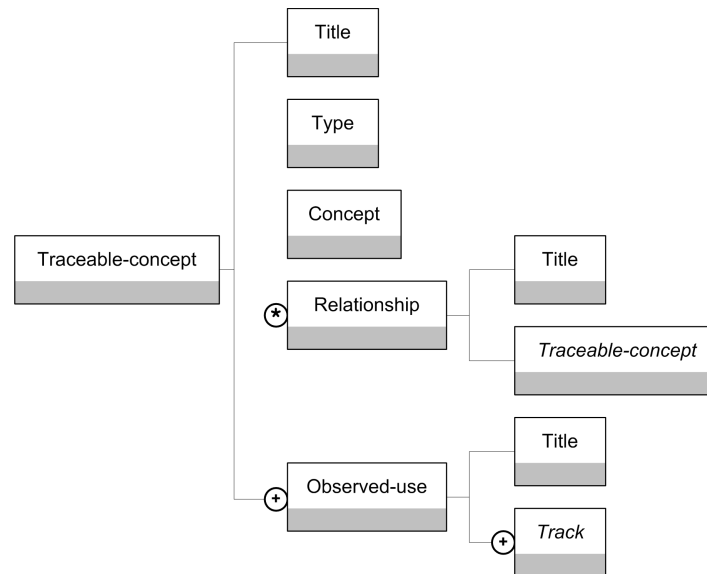 Title
Type
Concept
Traceable-concept
Title
* Relationship
Traceable-concept
Title
+ Observed-use
+ Track